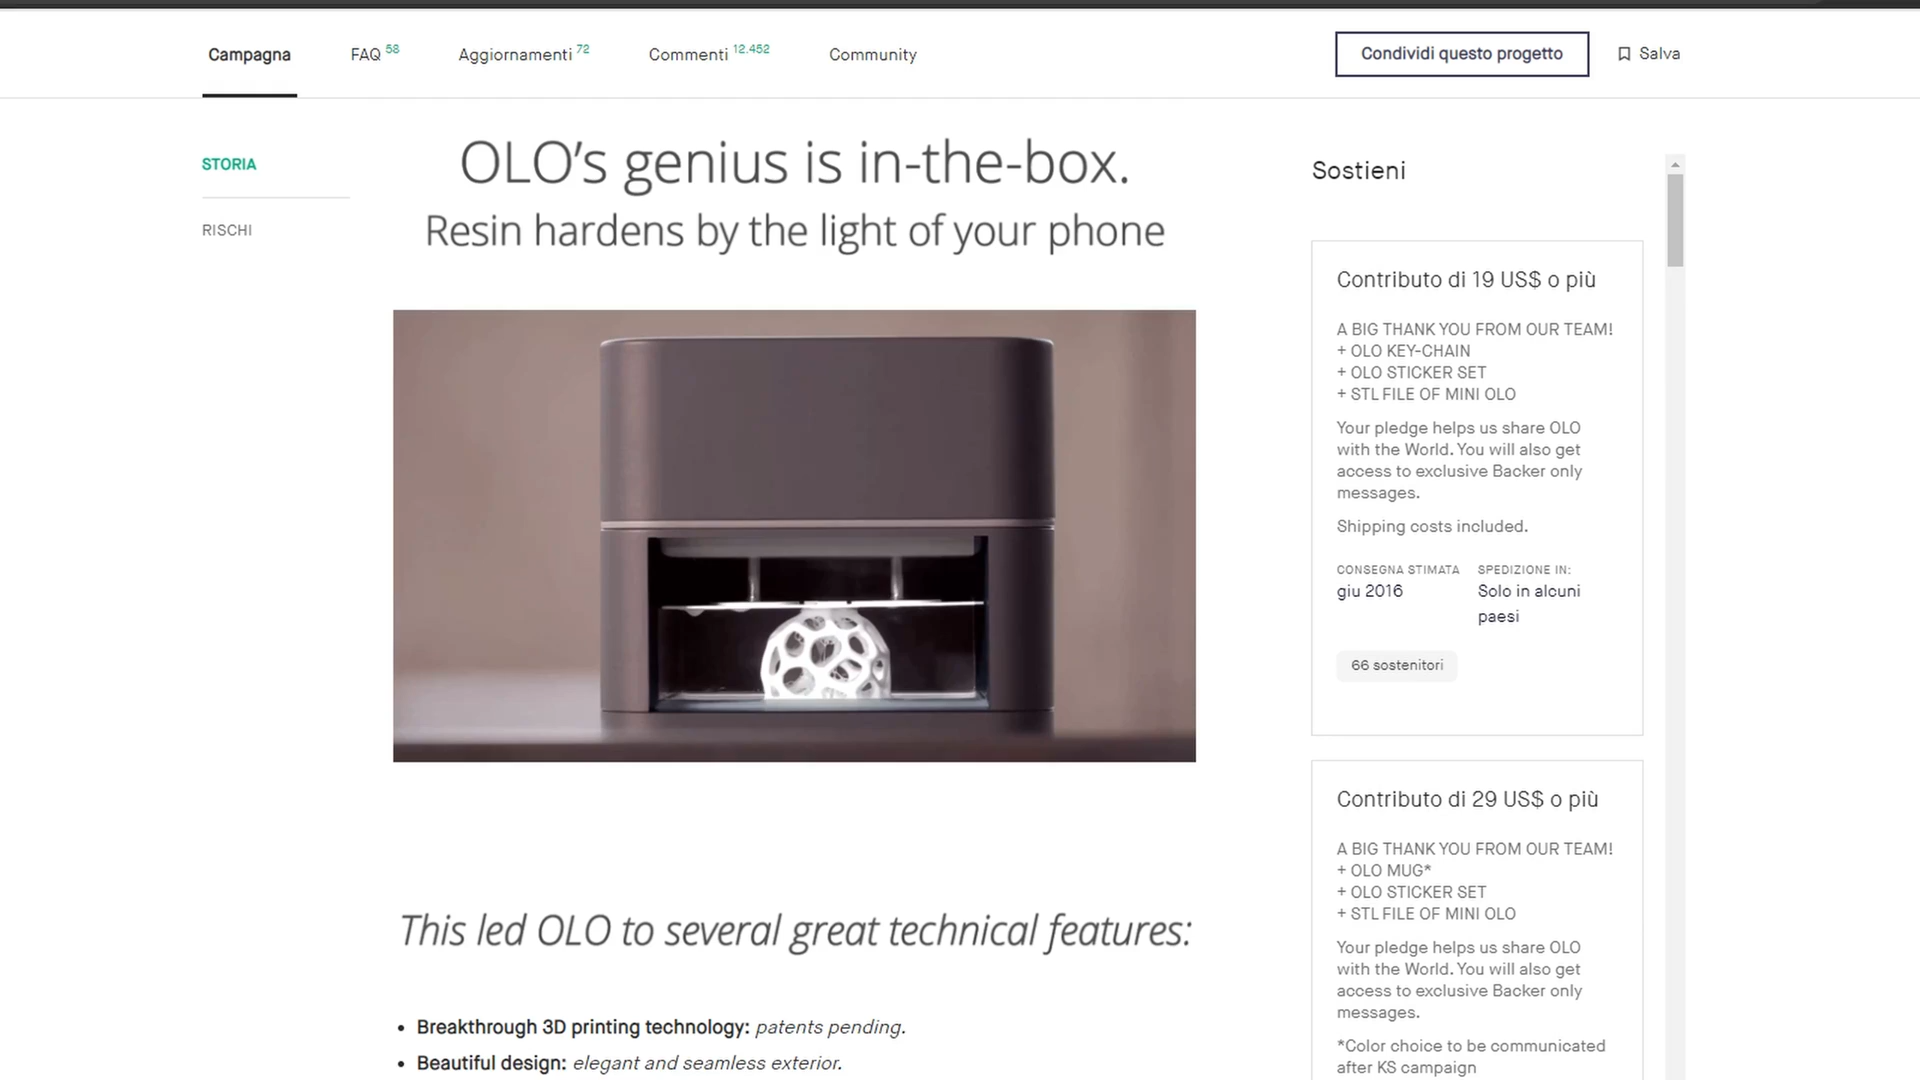 Campagna
FAQ 58
Aggiornamenti 72
Commenti 12.452
Community
Condividi questo progetto
Salva
STORIA
RISCHI
OLO's genius is in-the-box.
Resin hardens by the light of your phone
This led OLO to several great technical features:
• Breakthrough 3D printing technology: patents pending.
• Beautiful design: elegant and seamless exterior.
Sostieni
Contributo di 19 US$ o più
A BIG THANK YOU FROM OUR TEAM!
+ OLO KEY-CHAIN
+ OLO STICKER SET
+ STL FILE OF MINI OLO
Your pledge helps us share OLO
with the World. You will also get
access to exclusive Backer only
messages.
Shipping costs included.
CONSEGNA STIMATA
giu 2016
SPEDIZIONE IN:
Solo in alcuni
paesi
66 sostenitori
Contributo di 29 US$ o più
A BIG THANK YOU FROM OUR TEAM!
+ OLO MUG*
+ OLO STICKER SET
+ STL FILE OF MINI OLO
Your pledge helps us share OLO
with the World. You will also get
access to exclusive Backer only
messages.
*Color choice to be communicated
after KS campaign